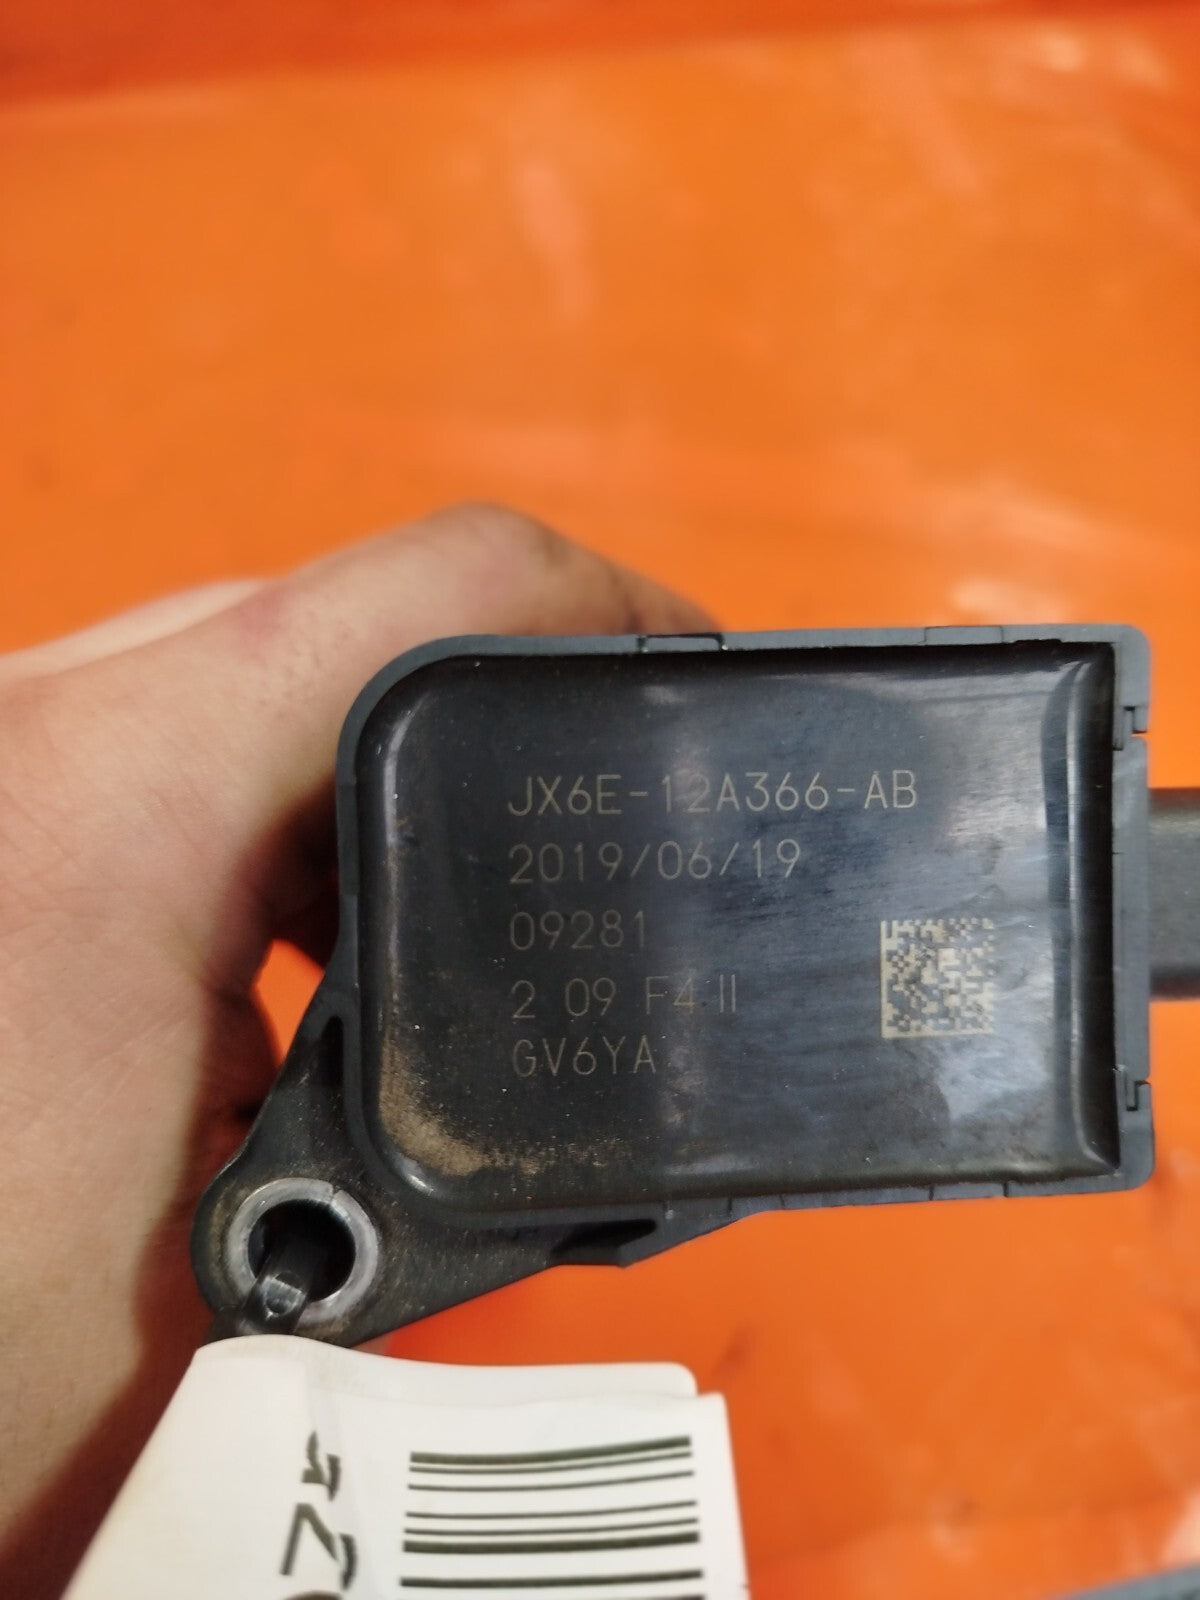 JX6E-12A366-AB
2019/06/19
09281
2 09 F4 II
GV6YA